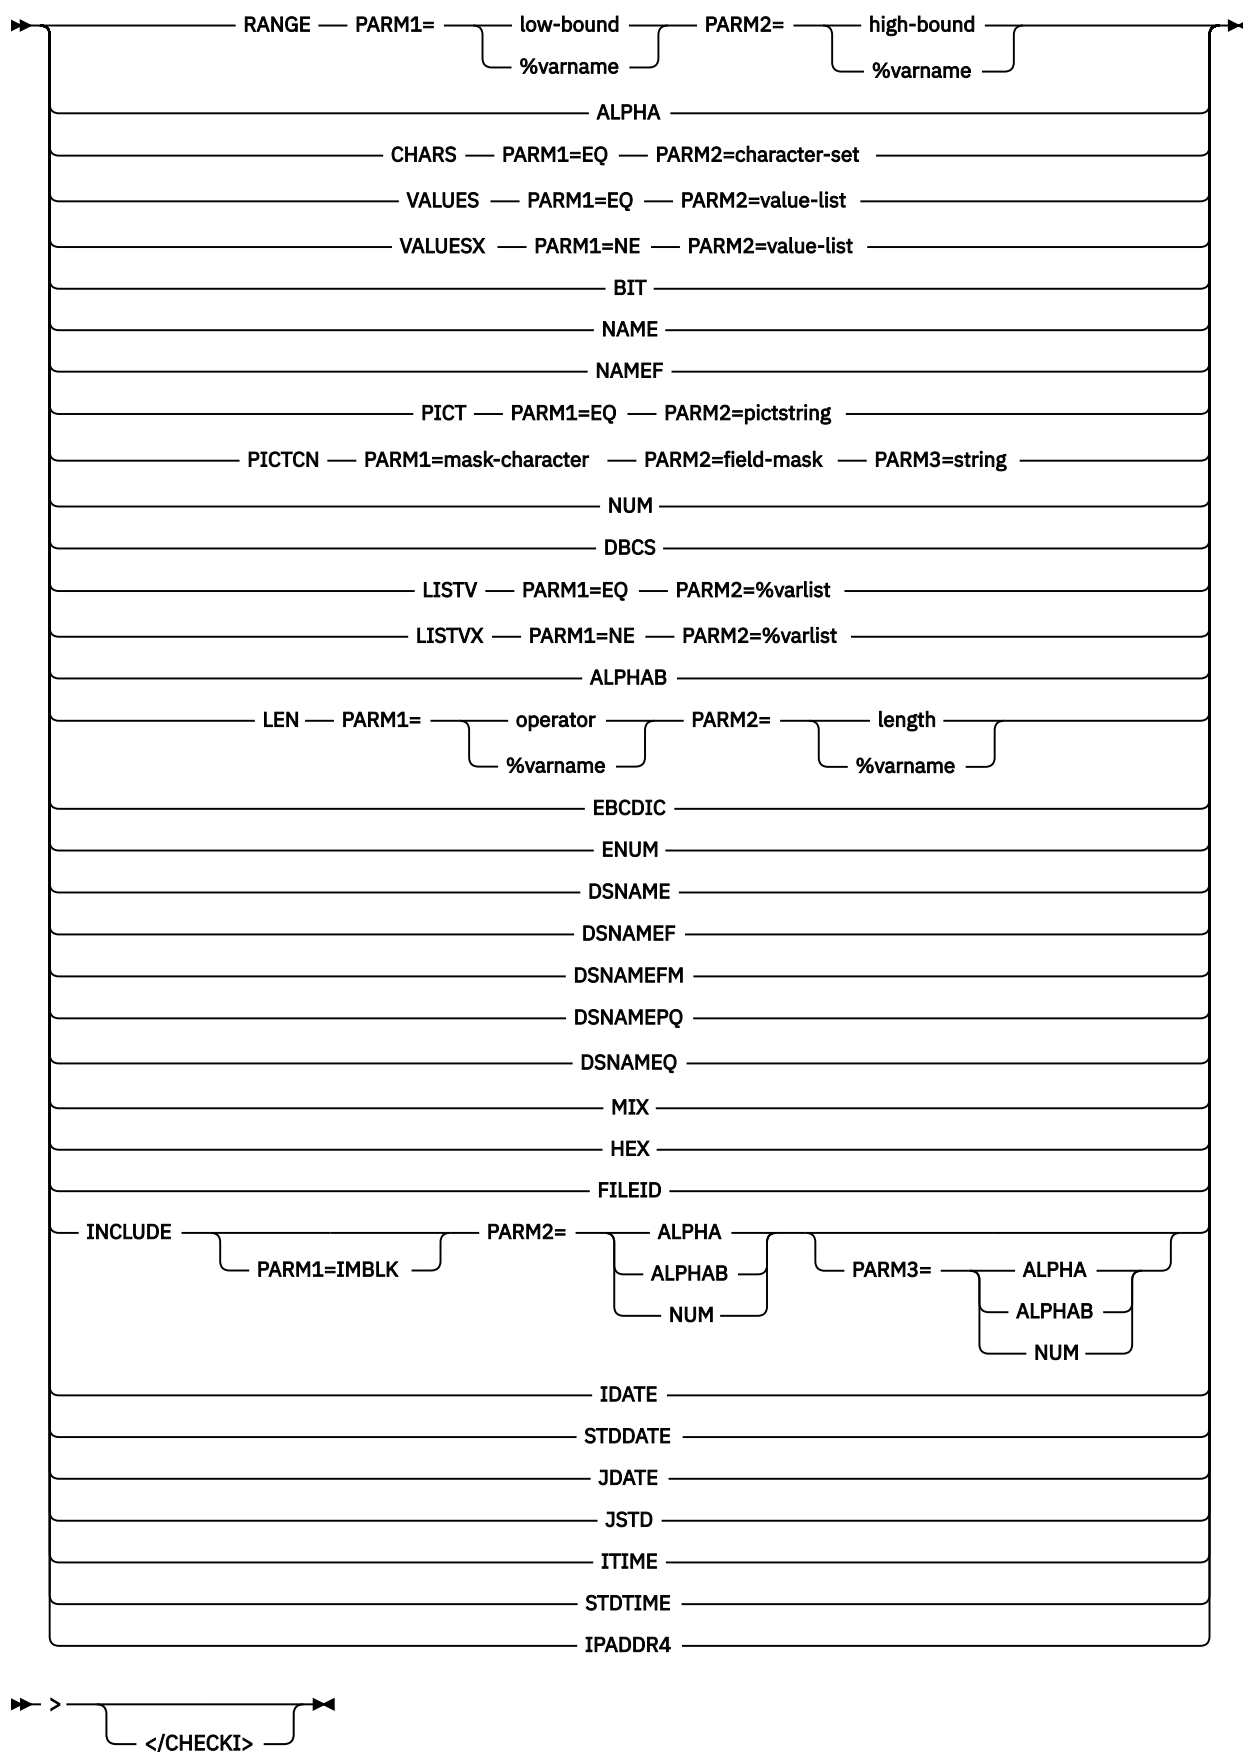 RANGE PARM1= low-bound PARM2= high-bound
%varname %varname
ALPHA
CHARS PARM1=EQ PARM2=character-set
VALUES PARM1=EQ PARM2=value-list
VALUESX PARM1=NE PARM2=value-list
BIT
NAME
NAMEF
PICT PARM1=EQ PARM2=pictstring
PICTCN PARM1=mask-character PARM2=field-mask PARM3=string
NUM
DBCS
LISTV PARM1=EQ PARM2=%varlist
LISTVX PARM1=NE PARM2=%varlist
ALPHAB
LEN PARM1= operator PARM2= length
%varname %varname
EBCDIC
ENUM
DSNAME
DSNAMEF
DSNAMEFM
DSNAMEPQ
DSNAMEQ
MIX
HEX
FILEID
INCLUDE PARM2= ALPHA
PARM1=IMBLK ALPHAB PARM3= ALPHA
NUM ALPHAB
NUM
IDATE
STDDATE
JDATE
JSTD
ITIME
STDTIME
IPADDR4
>
</CHECKI>